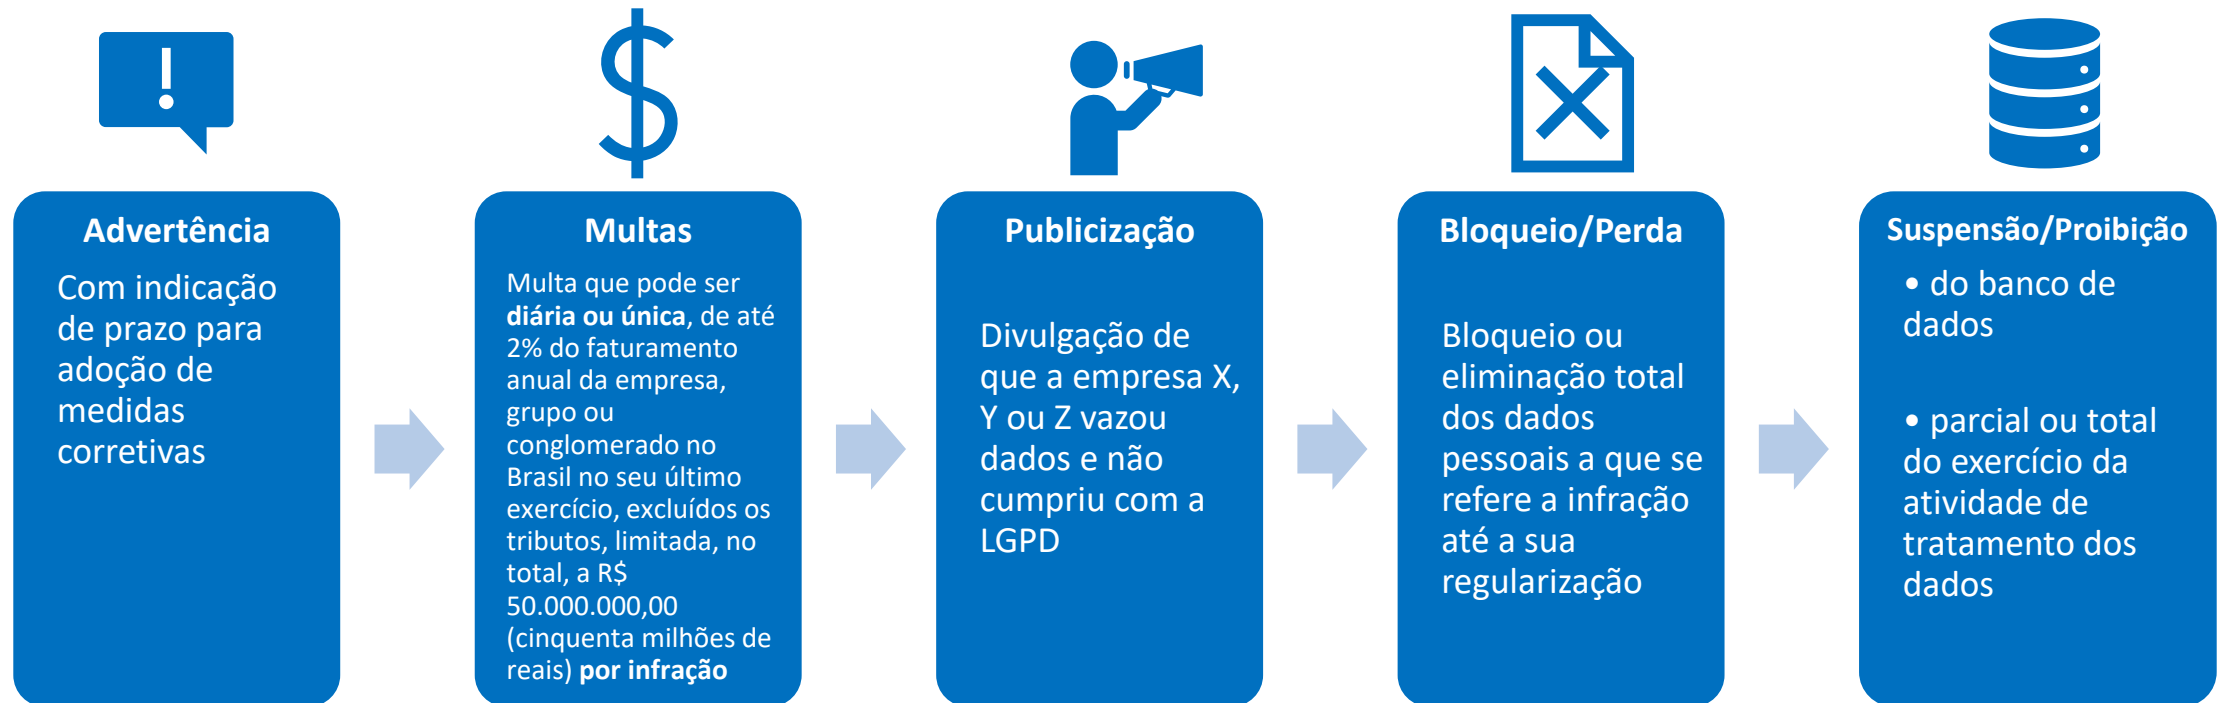 Advertência
Com indicação
de prazo para
adoção de
medidas
corretivas
Multas
Multa que pode ser
diária ou única, de até
2% do faturamento
anual da empresa,
grupo ou
conglomerado no
Brasil no seu último
exercício, excluídos os
tributos, limitada, no
total, a R$
50.000.000,00
(cinquenta milhões de
reais) por infração
Publicização
Divulgação de
que a empresa X,
Y ou Z vazou
dados e não
cumpriu com a
LGPD
Bloqueio/Perda
Bloqueio ou
eliminação total
dos dados
pessoais a que se
refere a infração
até a sua
regularização
Suspensão/Proibição
• do banco de
dados
• parcial ou total
do exercício da
atividade de
tratamento dos
dados